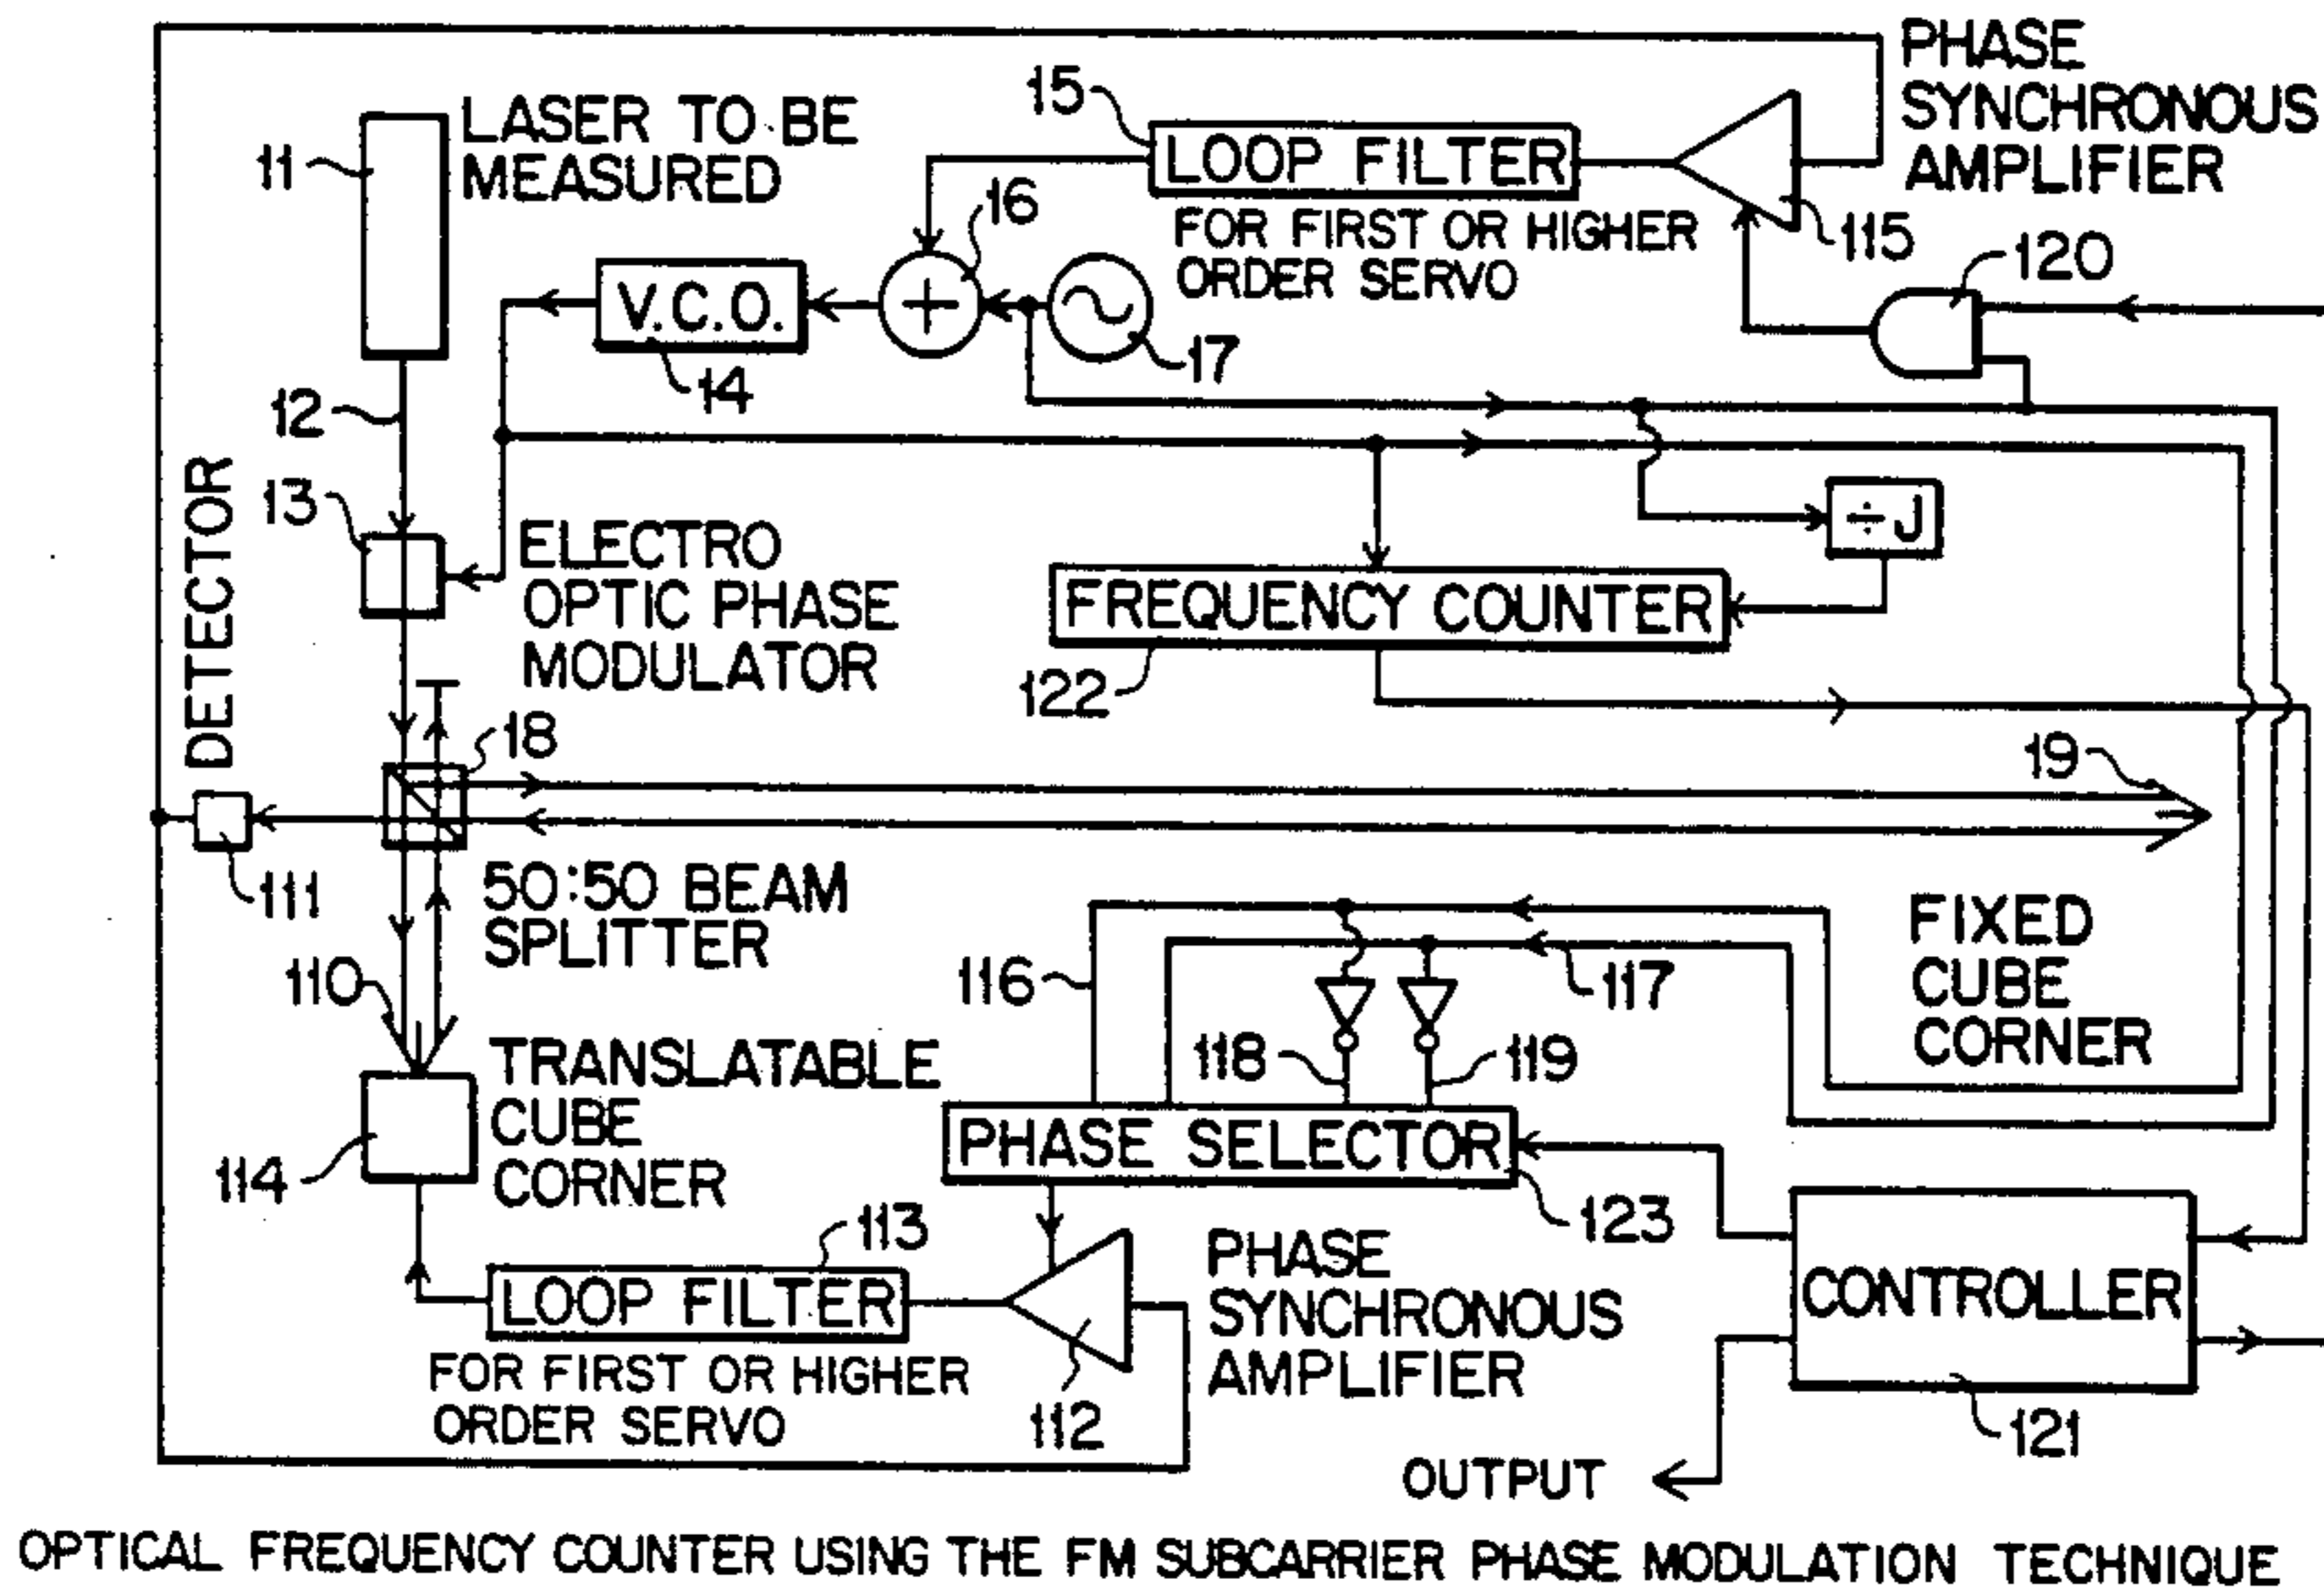 PHASE
SYNCHRONOUS
AMPLIFIER
15
LOOP FILTER
FOR FIRST OR HIGHER
ORDER SERVO
115
LASER TO BE
MEASURED
11
16
120
V.C.O.
+
17
14
12
DETECTOR
13
ELECTRO
OPTIC PHASE
MODULATOR
÷J
FREQUENCY COUNTER
122
18
19
111
50:50 BEAM
SPLITTER
110
116
117
FIXED
CUBE
CORNER
118
119
TRANSLATABLE
CUBE
CORNER
114
PHASE SELECTOR
123
113
LOOP FILTER
FOR FIRST OR HIGHER
ORDER SERVO
PHASE
SYNCHRONOUS
AMPLIFIER
112
CONTROLLER
121
OUTPUT
OPTICAL FREQUENCY COUNTER USING THE FM SUBCARRIER PHASE MODULATION TECHNIQUE